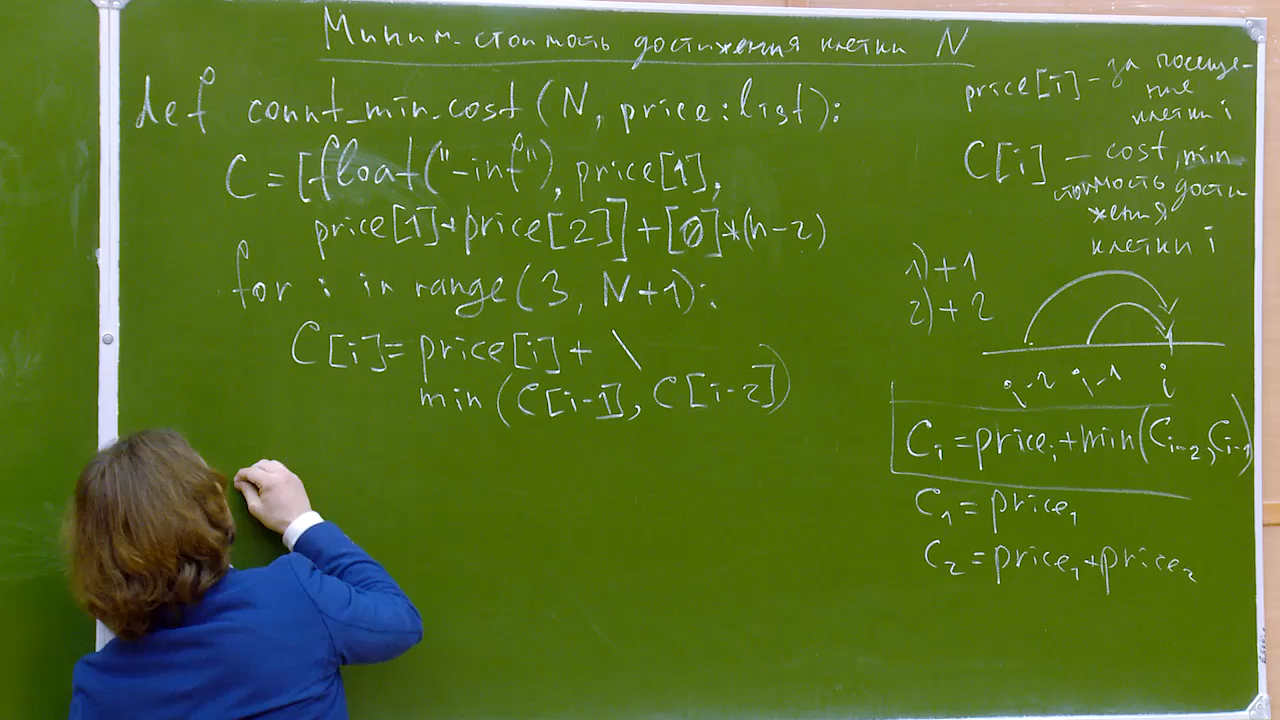 Миним. стоимость достижения клетки N
def count_min_cost (N, price: list):
C = [float("-inf"), price[1],
price[1]+price[2]] + [0]*(n-2)
for i in range(3, N+1):
C[i] = price[i] + \
min(C[i-1], C[i-2])
price[i] - за посеще-
ние
клетки i
C[i] - cost, min
стоимость дости
жения
клетки i
1) +1
2) +2
i-2 i-1 i
Ci = pricei + min(Ci-2, Ci-1)
C1 = price1
C2 = price1 + price2